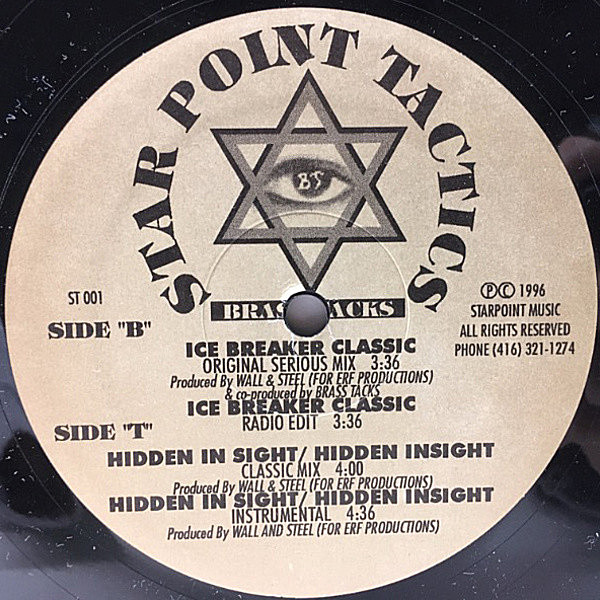 STAR POINT TACTICS
BT
BRASS TACKS
ST 001
SIDE "B"
℗© 1996
STARPOINT MUSIC
ALL RIGHTS RESERVED
PHONE (416) 321-1274
ICE BREAKER CLASSIC
ORIGINAL SERIOUS MIX 3:36
Produced By WALL & STEEL (FOR ERF PRODUCTIONS)
& co-produced by BRASS TACKS
ICE BREAKER CLASSIC
RADIO EDIT 3:36
SIDE "T"
HIDDEN IN SIGHT/ HIDDEN INSIGHT
CLASSIC MIX 4:00
Produced By WALL & STEEL (FOR ERF PRODUCTIONS)
HIDDEN IN SIGHT/ HIDDEN INSIGHT
INSTRUMENTAL 4:36
Produced By WALL AND STEEL (FOR ERF PRODUCTIONS)